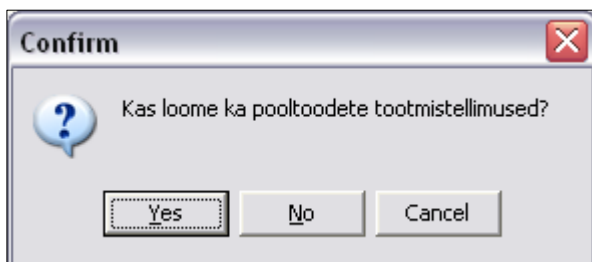 Confirm
Kas loome ka pooltoodete tootmistellimused?
Yes
No
Cancel